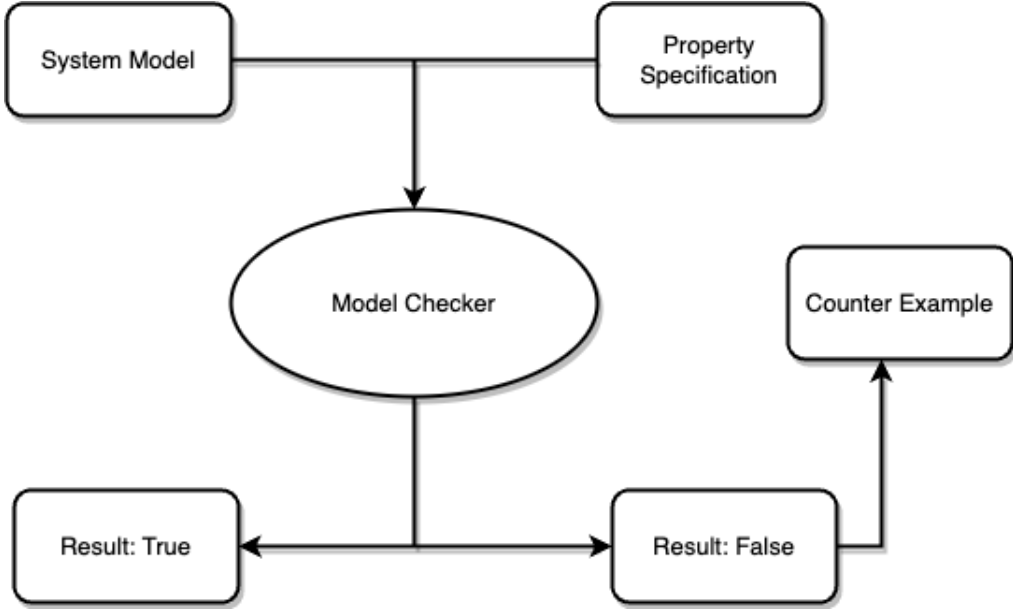 System Model
Property
Specification
Model Checker
Counter Example
Result: True
Result: False